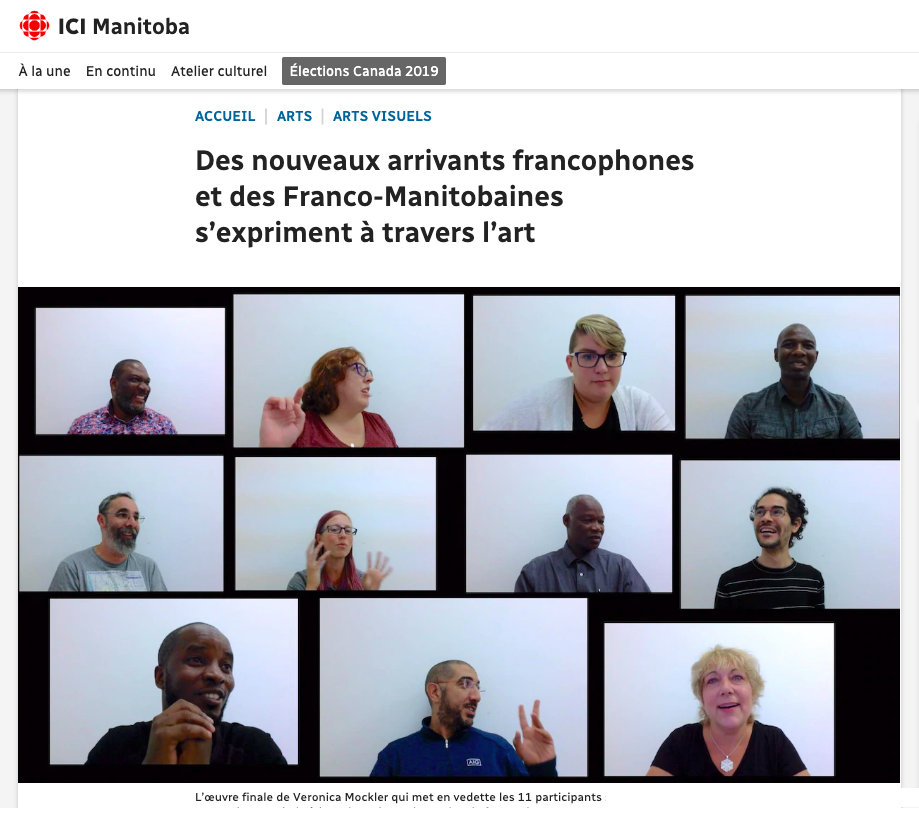 ICI Manitoba
À la une En continu Atelier culturel Élections Canada 2019
ACCUEIL | ARTS | ARTS VISUELS
Des nouveaux arrivants francophones
et des Franco-Manitobaines
s’expriment à travers l’art
L’œuvre finale de Veronica Mockler qui met en vedette les 11 participants